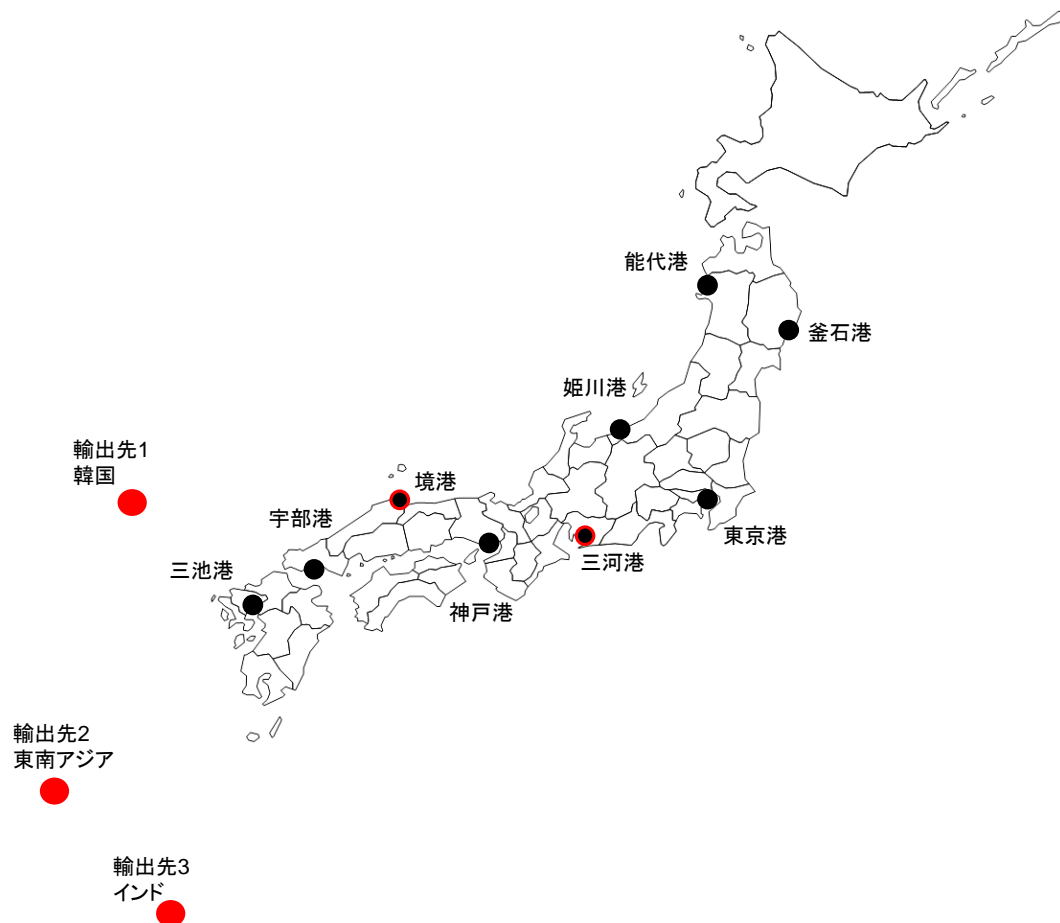 能代港
釜石港
姫川港
輸出先1
韓国
境港
宇部港
東京港
三河港
三池港
神戸港
輸出先2
東南アジア
輸出先3
インド